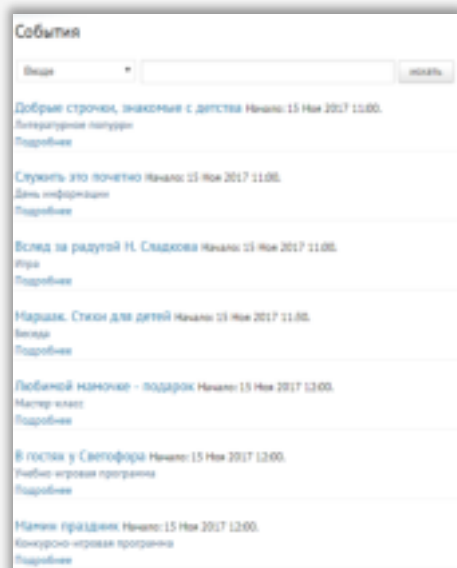 События
Везде искать
Добрые строчки, знакомые с детства Начало: 15 Ноя 2017 11:00.
Литературное попурри
Подробнее
Служить это почетно Начало: 15 Ноя 2017 11:00.
День информации
Подробнее
Вслед за радугой Н. Сладкова Начало: 15 Ноя 2017 11:00.
Игра
Подробнее
Маршак. Стихи для детей Начало: 15 Ноя 2017 11:00.
Беседа
Подробнее
Любимой мамочке - подарок Начало: 15 Ноя 2017 12:00.
Мастер-класс
Подробнее
В гостях у Светофора Начало: 15 Ноя 2017 12:00.
Учебно-игровая программа
Подробнее
Мамин праздник Начало: 15 Ноя 2017 12:00.
Конкурсно-игровая программа
Подробнее